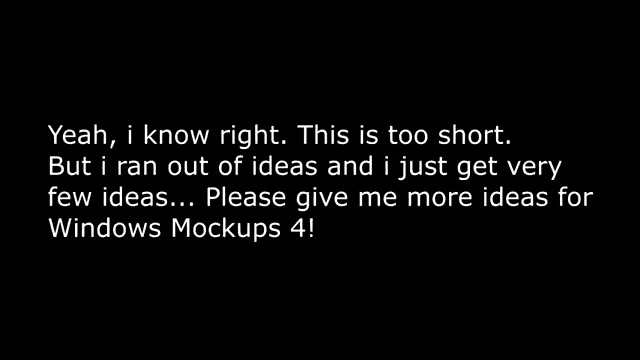 Yeah, i know right. This is too short.
But i ran out of ideas and i just get very
few ideas... Please give me more ideas for
Windows Mockups 4!